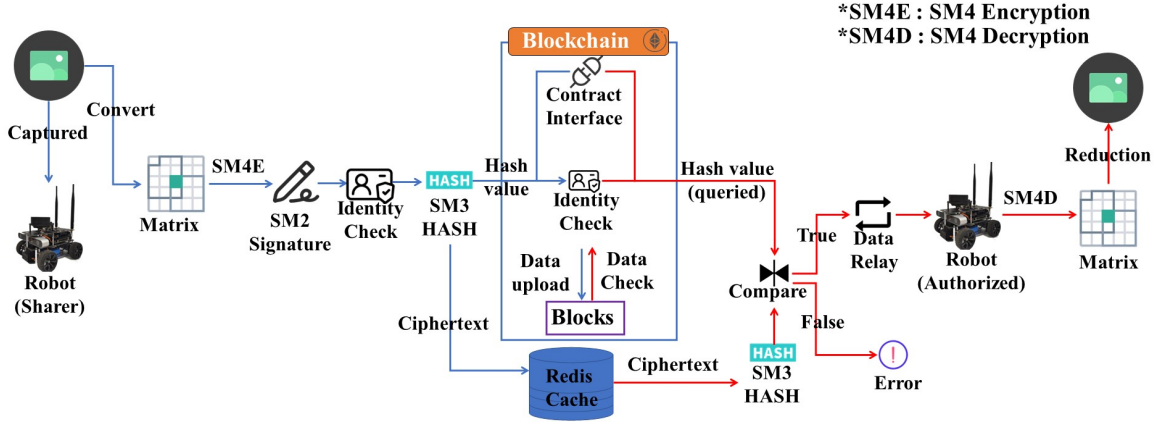 *SM4E : SM4 Encryption
*SM4D : SM4 Decryption
Blockchain
Convert
Captured
Contract
Interface
SM4E
Matrix
SM2
Signature
Identity
Check
HASH
SM3
HASH
Hash
value
Identity
Check
Hash value
(queried)
Data
upload
Data
Check
Blocks
Robot
(Sharer)
Ciphertext
Redis
Cache
Ciphertext
HASH
SM3
HASH
Compare
True
False
Error
Data
Relay
Robot
(Authorized)
SM4D
Matrix
Reduction